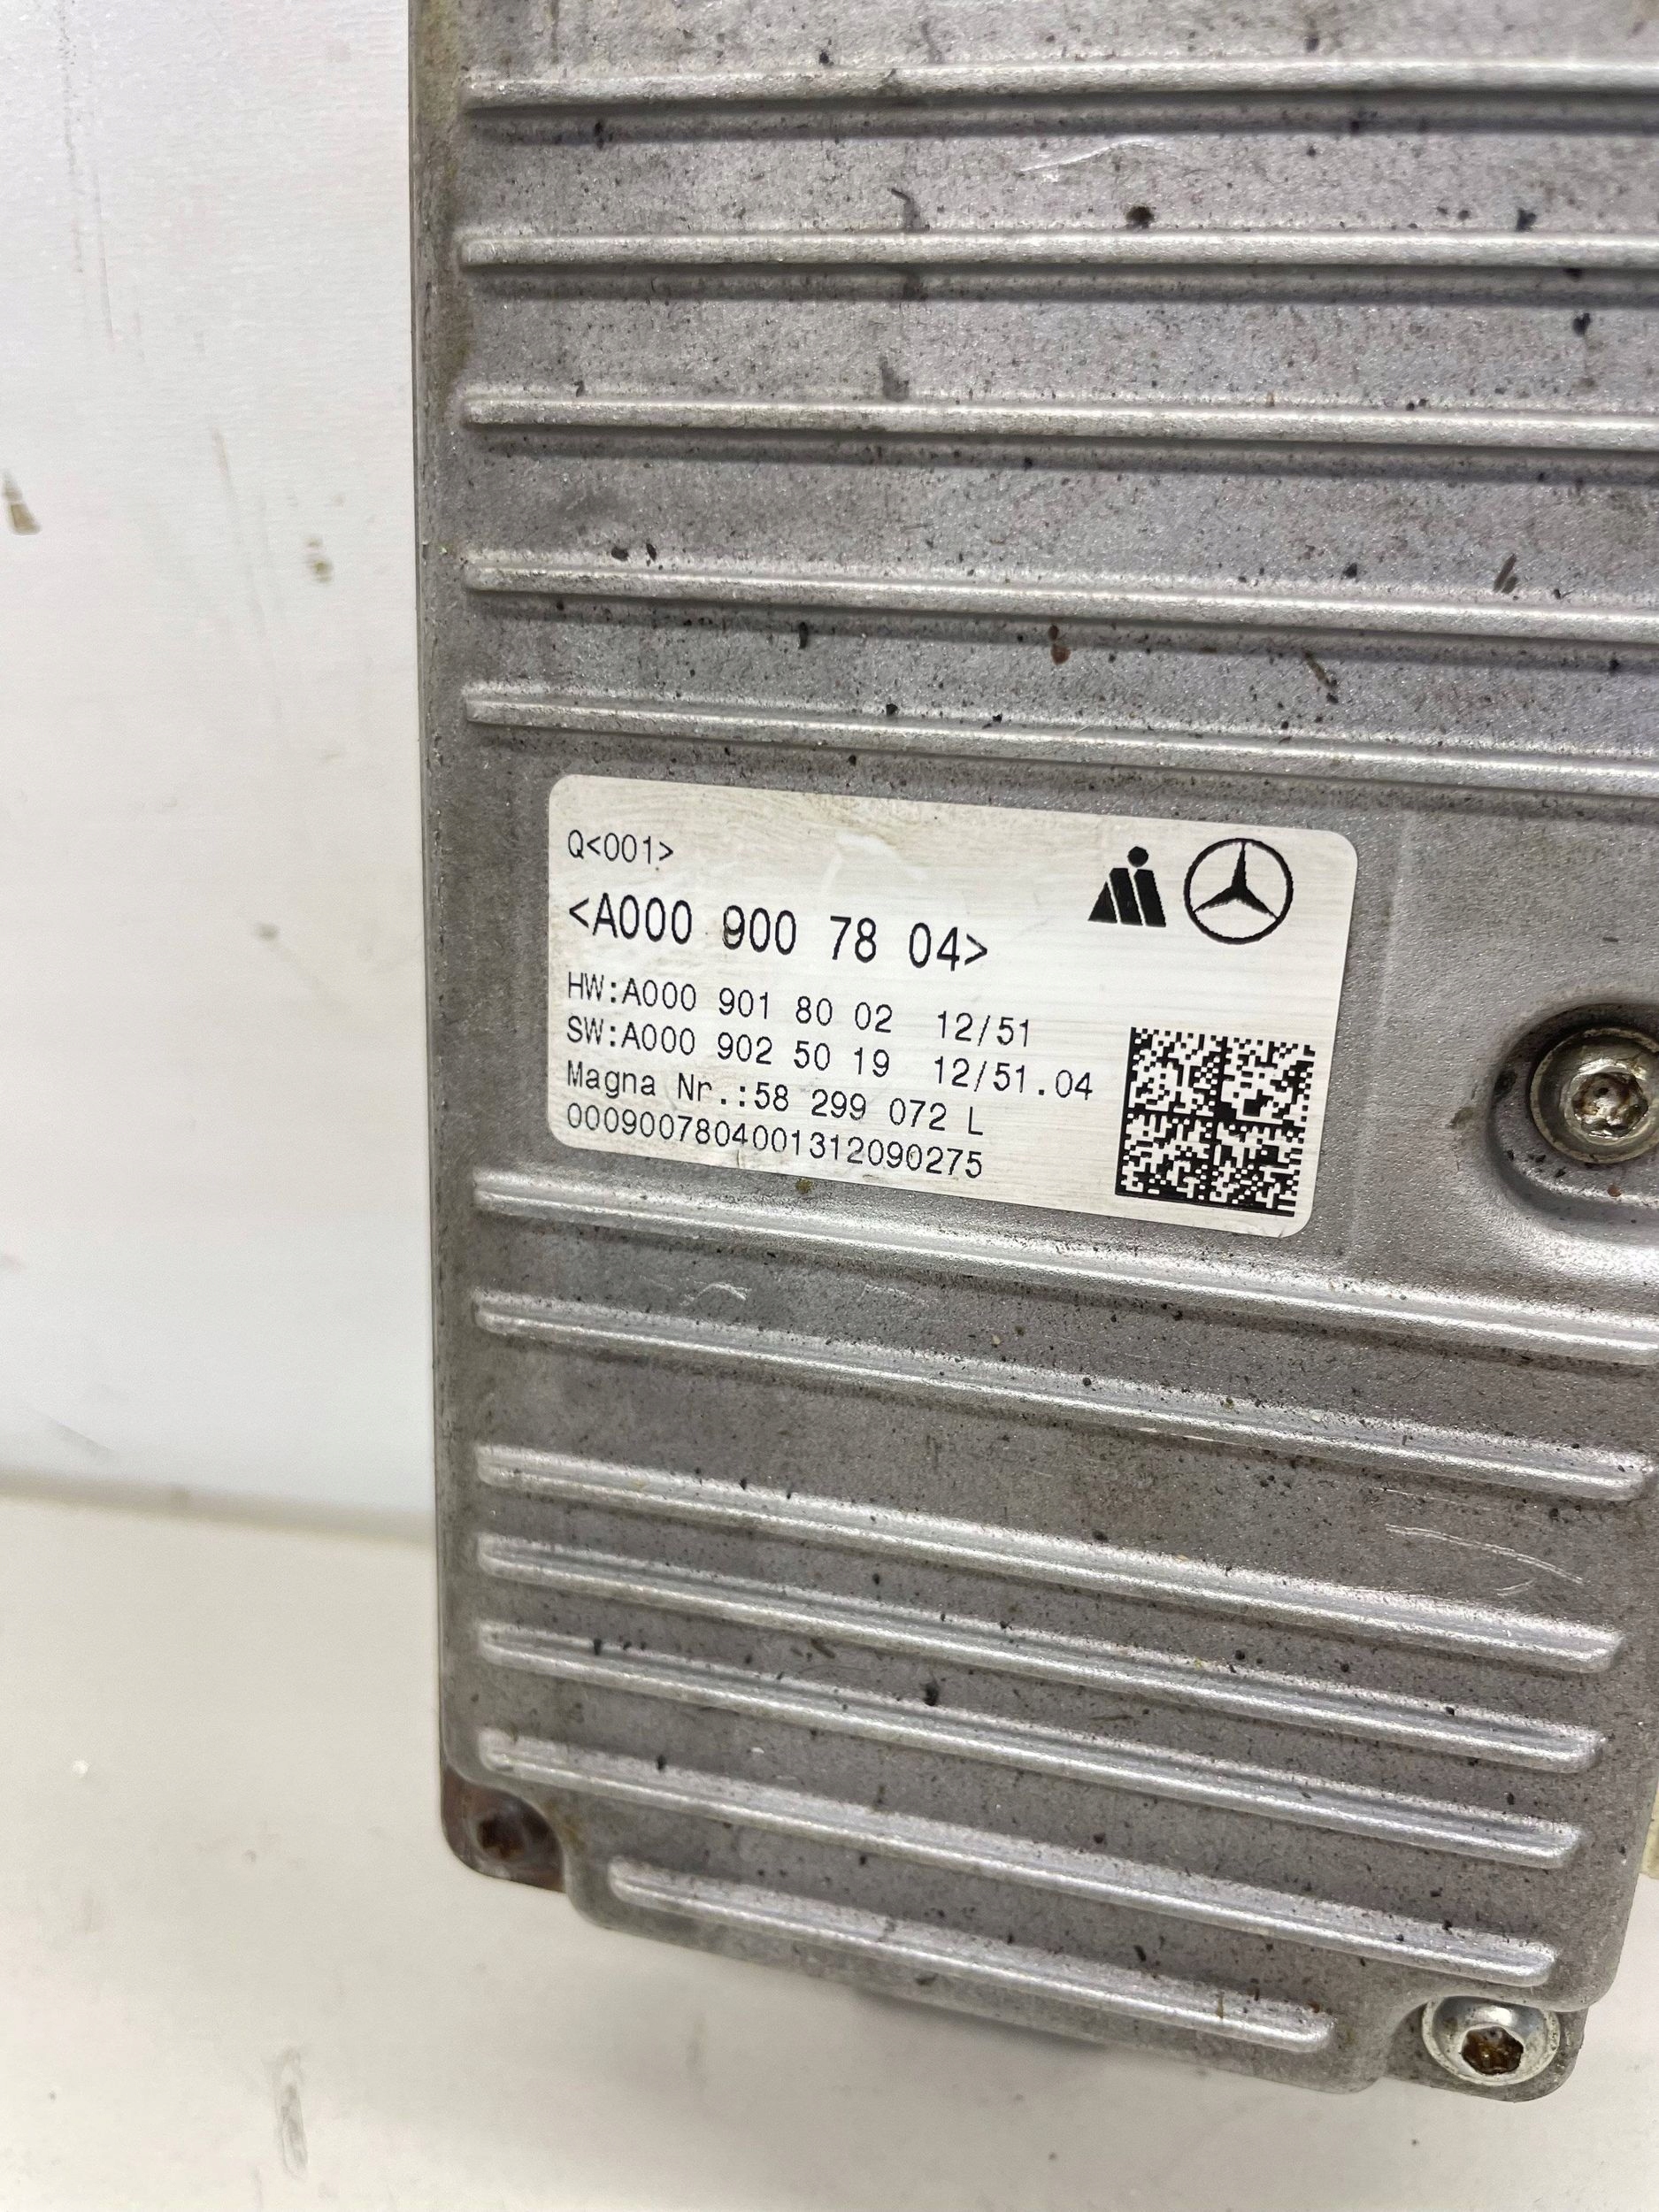 Q<001>
<A000 900 78 04>
HW:A000 901 80 02 12/51
SW:A000 902 50 19 12/51.04
Magna Nr.:58 299 072 L
0009007804001312090275